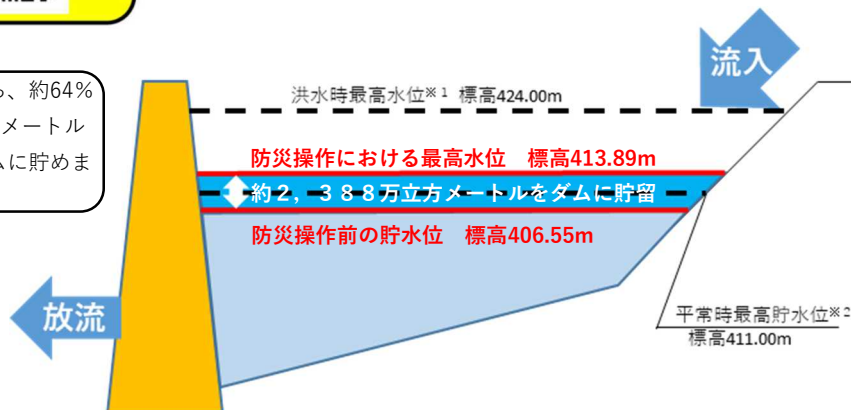 、約64%
メートル
に貯めま
流入
洪水時最高水位※1 標高424.00m
防災操作における最高水位 標高413.89m
約2,388万立方メートルをダムに貯留
防災操作前の貯水位 標高406.55m
放流
平常時最高貯水位※2
標高411.00m